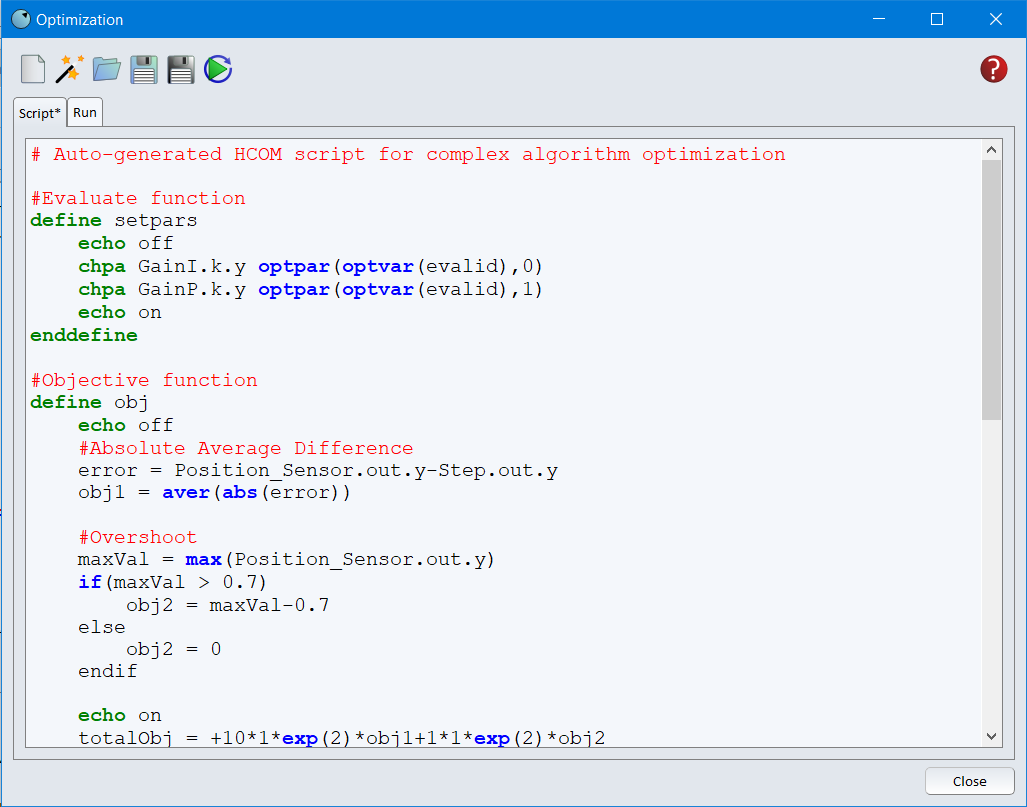 Optimization
?
Script* Run
# Auto-generated HCOM script for complex algorithm optimization
#Evaluate function
define setpars
    echo off
    chpa GainI.k.y optpar(optvar(evalid),0)
    chpa GainP.k.y optpar(optvar(evalid),1)
    echo on
enddefine
#Objective function
define obj
    echo off
    #Absolute Average Difference
    error = Position_Sensor.out.y-Step.out.y
    obj1 = aver(abs(error))
    #Overshoot
    maxVal = max(Position_Sensor.out.y)
    if(maxVal > 0.7)
        obj2 = maxVal-0.7
    else
        obj2 = 0
    endif
    echo on
    totalObj = +10*1*exp(2)*obj1+1*1*exp(2)*obj2
Close